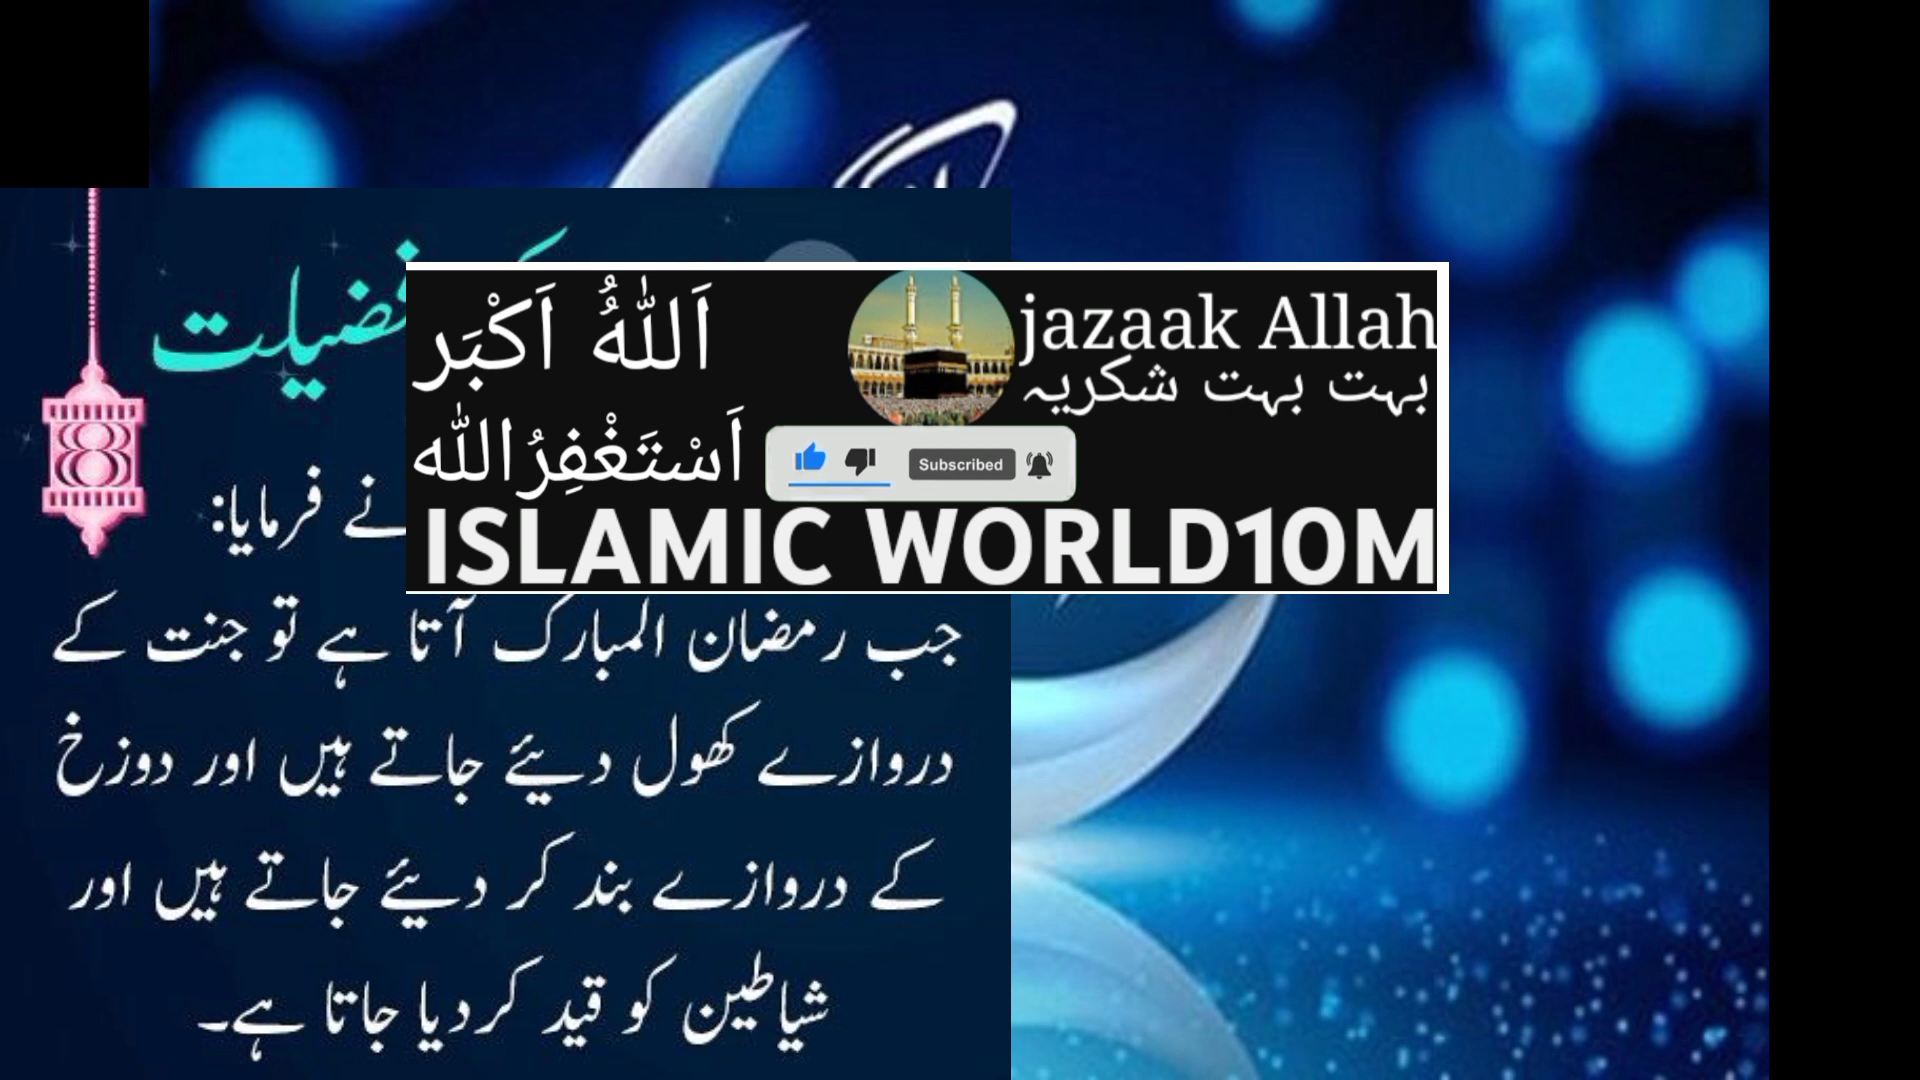 فضیلت
نے فرمایا:
جب رمضان المبارک آتا ہے تو جنت کے
دروازے کھول دیئے جاتے ہیں اور دوزخ
کے دروازے بند کر دیئے جاتے ہیں اور
شیاطین کو قید کردیا جاتا ہے۔
اَللّٰهُ اَکْبَر
jazaak Allah
بہت بہت شکریہ
اَسْتَغْفِرُاللّٰه
Subscribed
ISLAMIC WORLD10M